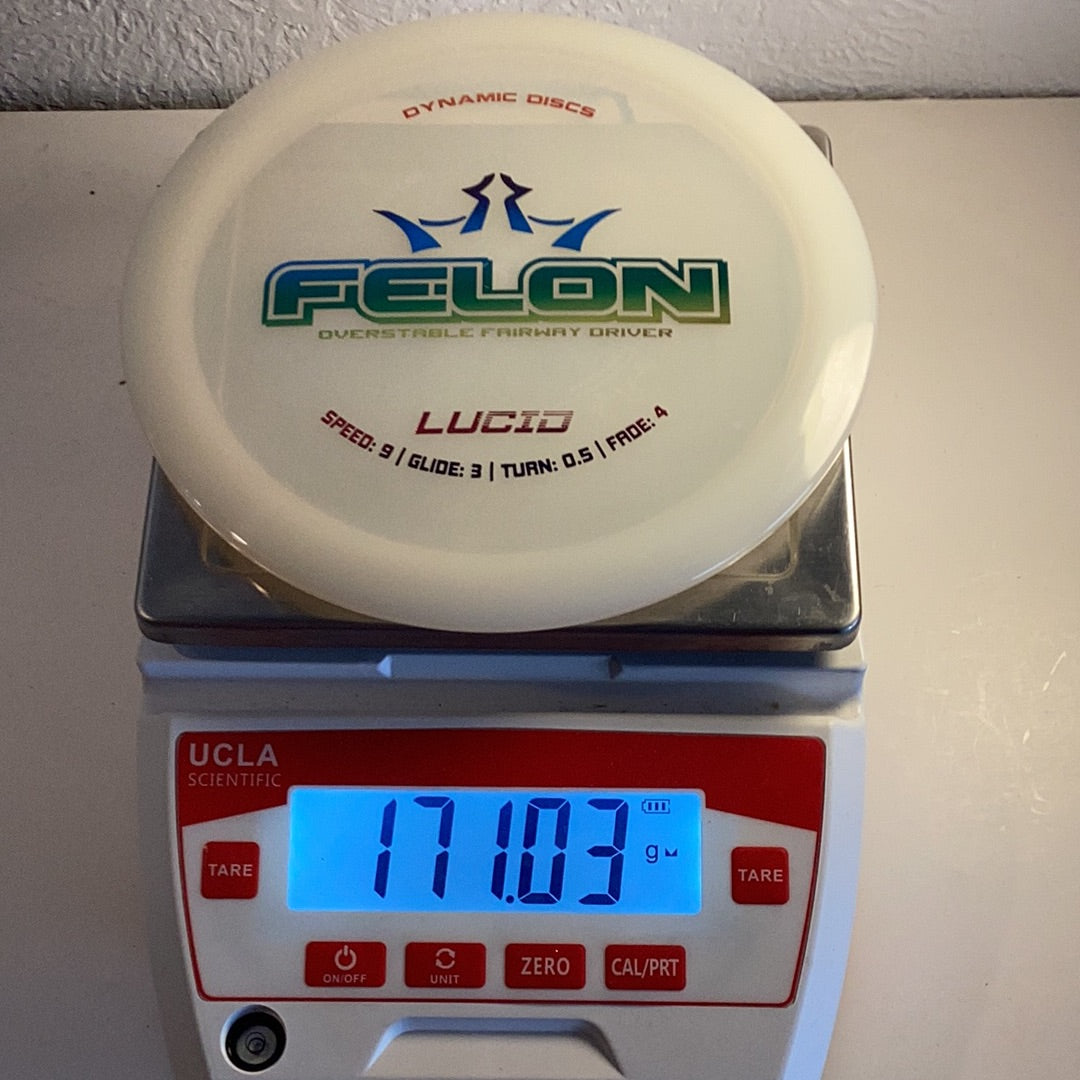 DYNAMIC DISCS
FELON
OVERSTABLE FAIRWAY DRIVER
LUCID
SPEED: 9 | GLIDE: 3 | TURN: 0.5 | FADE: 4
UCLA
SCIENTIFIC
171.03 g
TARE
TARE
ON/OFF
UNIT
ZERO
CAL/PRT